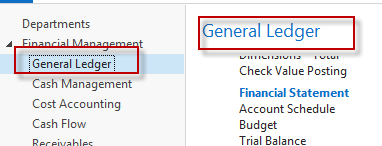 Departments
Financial Management
General Ledger
Cash Management
Cost Accounting
Cash Flow
Receivables
General Ledger
Dimensions - Total
Check Value Posting
Financial Statement
Account Schedule
Budget
Trial Balance